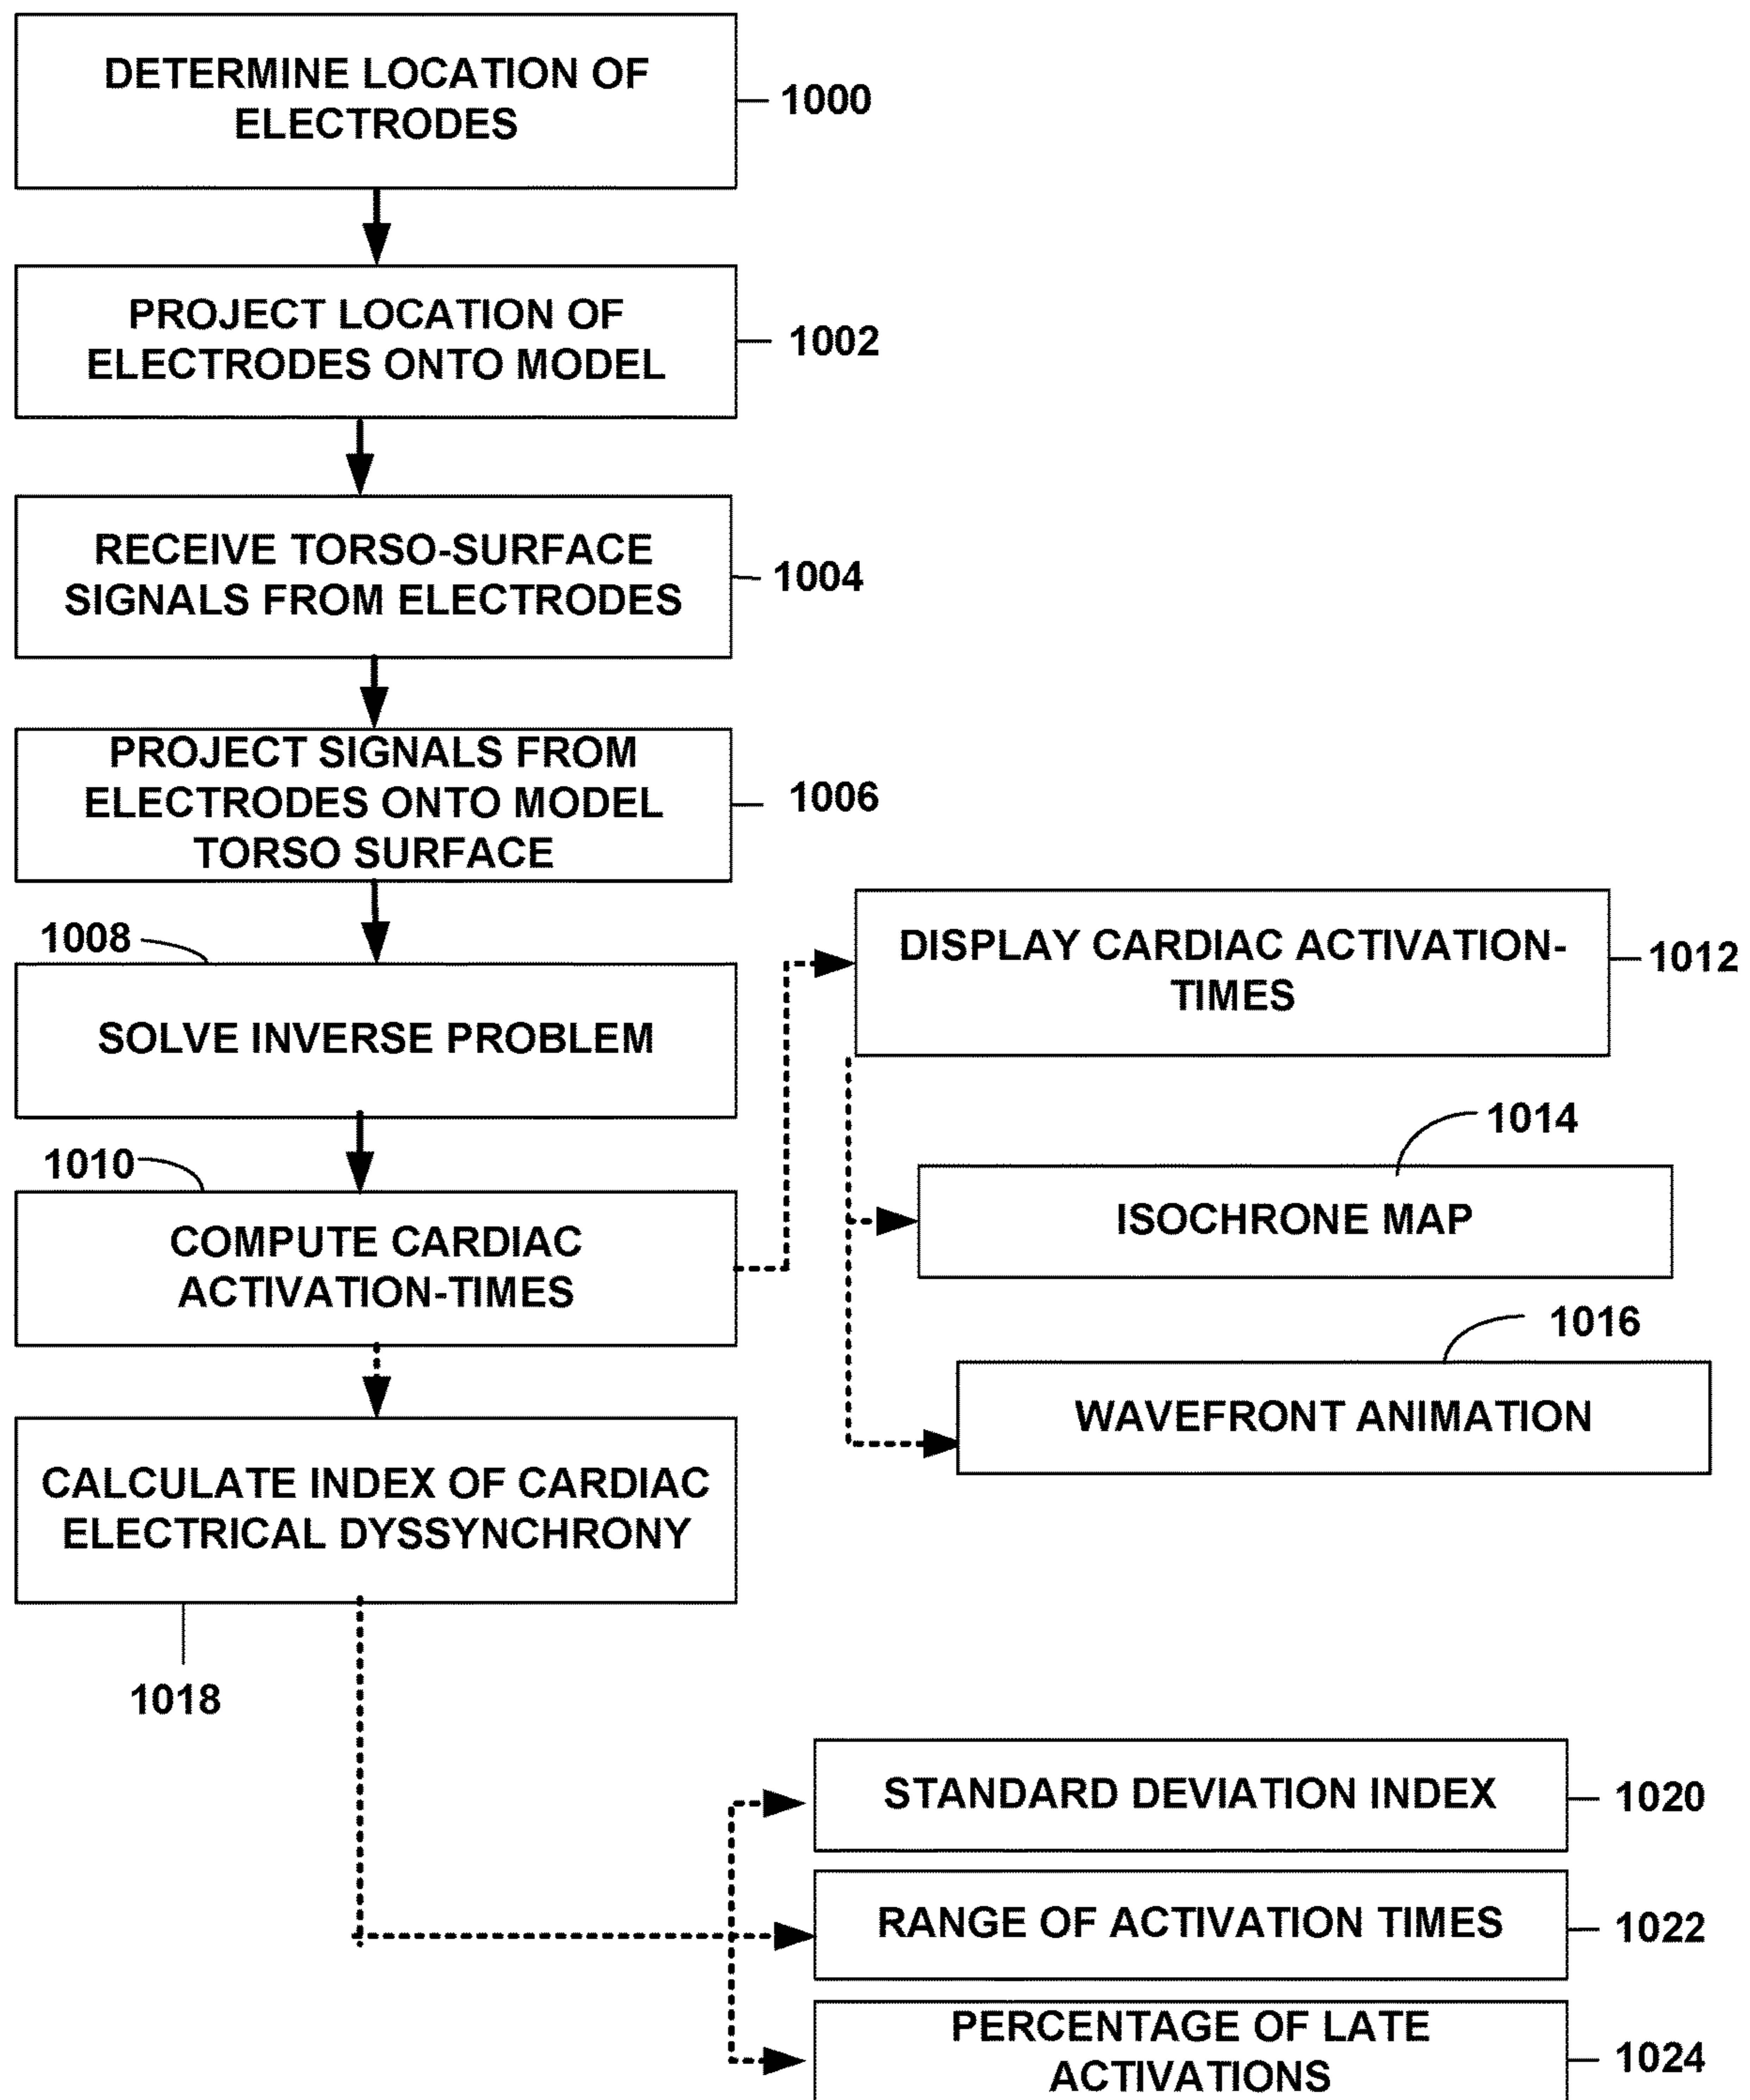 DETERMINE LOCATION OF
ELECTRODES
1000
PROJECT LOCATION OF
ELECTRODES ONTO MODEL
1002
RECEIVE TORSO-SURFACE
SIGNALS FROM ELECTRODES
1004
PROJECT SIGNALS FROM
ELECTRODES ONTO MODEL
TORSO SURFACE
1006
1008
SOLVE INVERSE PROBLEM
1010
COMPUTE CARDIAC
ACTIVATION-TIMES
DISPLAY CARDIAC ACTIVATION-
TIMES
1012
1014
ISOCHRONE MAP
1016
WAVEFRONT ANIMATION
CALCULATE INDEX OF CARDIAC
ELECTRICAL DYSSYNCHRONY
1018
STANDARD DEVIATION INDEX
1020
RANGE OF ACTIVATION TIMES
1022
PERCENTAGE OF LATE
ACTIVATIONS
1024